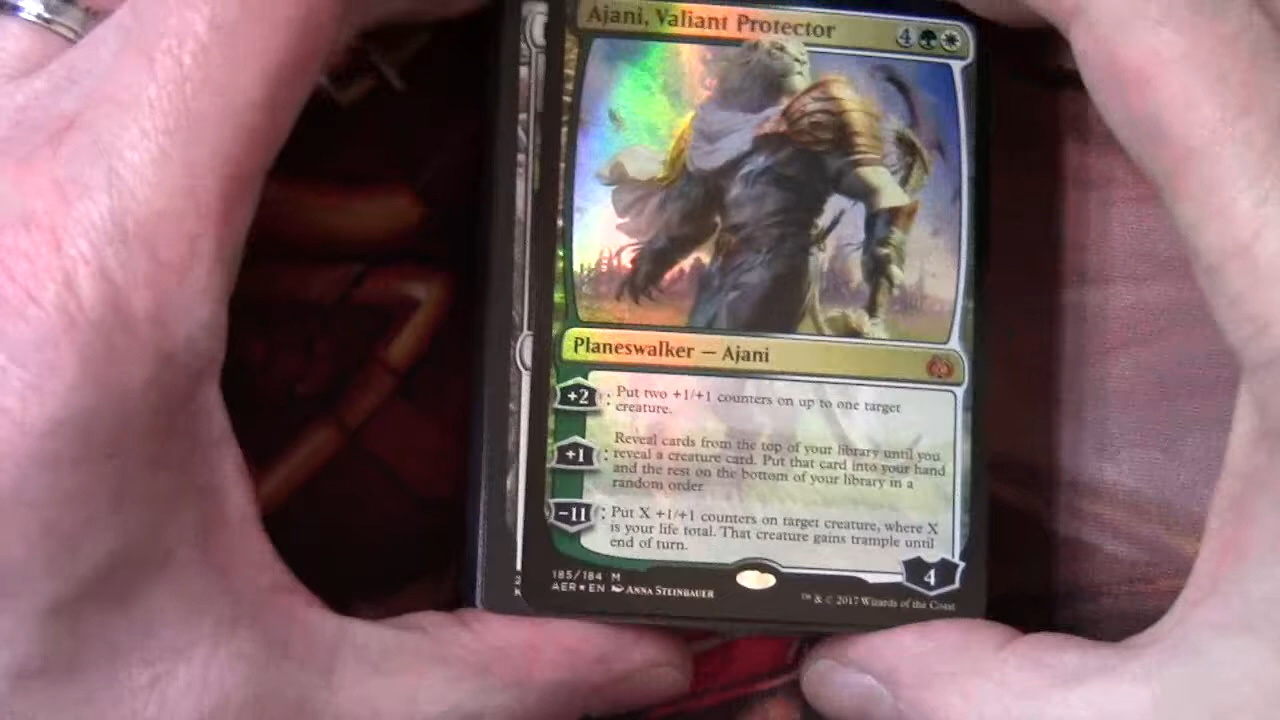 Ajani, Valiant Protector 4
Planeswalker — Ajani
+2 : Put two +1/+1 counters on up to one target
creature.
+1 : Reveal cards from the top of your library until you
reveal a creature card. Put that card into your hand
and the rest on the bottom of your library in a
random order.
-11 : Put X +1/+1 counters on target creature, where X
is your life total. That creature gains trample until
end of turn.
4
185/184 M
AER ★ EN Anna Steinbauer
™ & © 2017 Wizards of the Coast